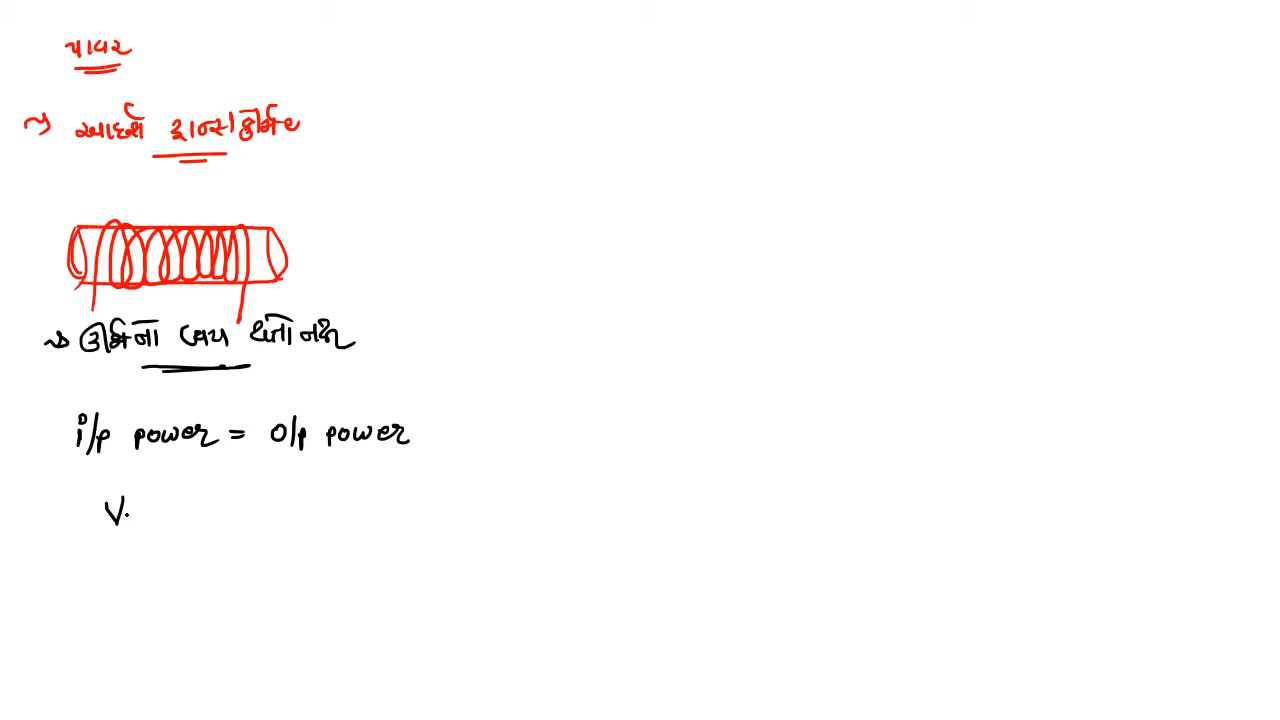 પાવર
→ આદર્શ ટ્રાન્સફોર્મર
→ ઊર્જાનો વ્યય થતો નથી
i/p power = O/p power
V.